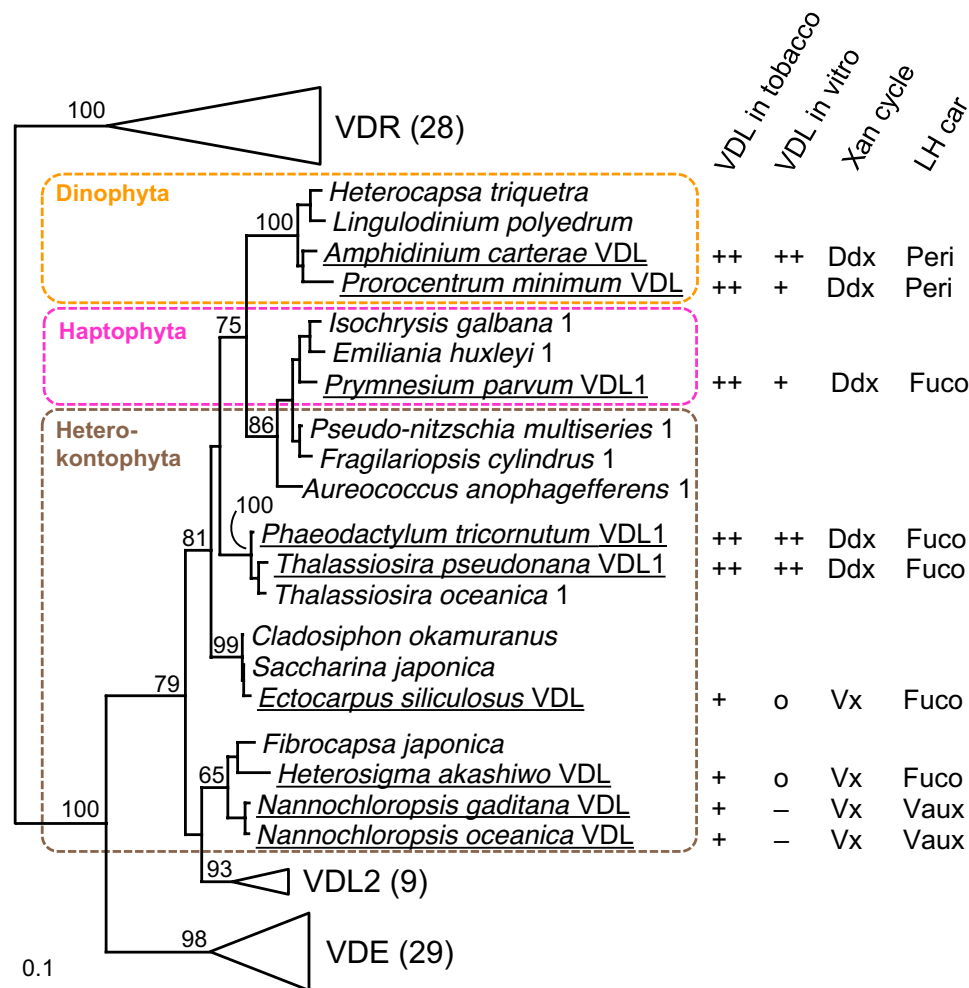 VDL in tobacco
VDL in vitro
Xan cycle
LH car
100
VDR (28)
Dinophyta
Heterocapsa triquetra
100
Lingulodinium polyedrum
Amphidinium carterae VDL ++ ++ Ddx Peri
Prorocentrum minimum VDL ++ + Ddx Peri
75
Haptophyta
Isochrysis galbana 1
Emiliania huxleyi 1
Prymnesium parvum VDL1 ++ + Ddx Fuco
Hetero-
kontophyta
86
Pseudo-nitzschia multiseries 1
Fragilariopsis cylindrus 1
Aureococcus anophagefferens 1
100
81
Phaeodactylum tricornutum VDL1 ++ ++ Ddx Fuco
Thalassiosira pseudonana VDL1 ++ ++ Ddx Fuco
Thalassiosira oceanica 1
99
Cladosiphon okamuranus
Saccharina japonica
79
Ectocarpus siliculosus VDL + o Vx Fuco
Fibrocapsa japonica
65
Heterosigma akashiwo VDL + o Vx Fuco
Nannochloropsis gaditana VDL + – Vx Vaux
100
Nannochloropsis oceanica VDL + – Vx Vaux
93
VDL2 (9)
98
VDE (29)
0.1